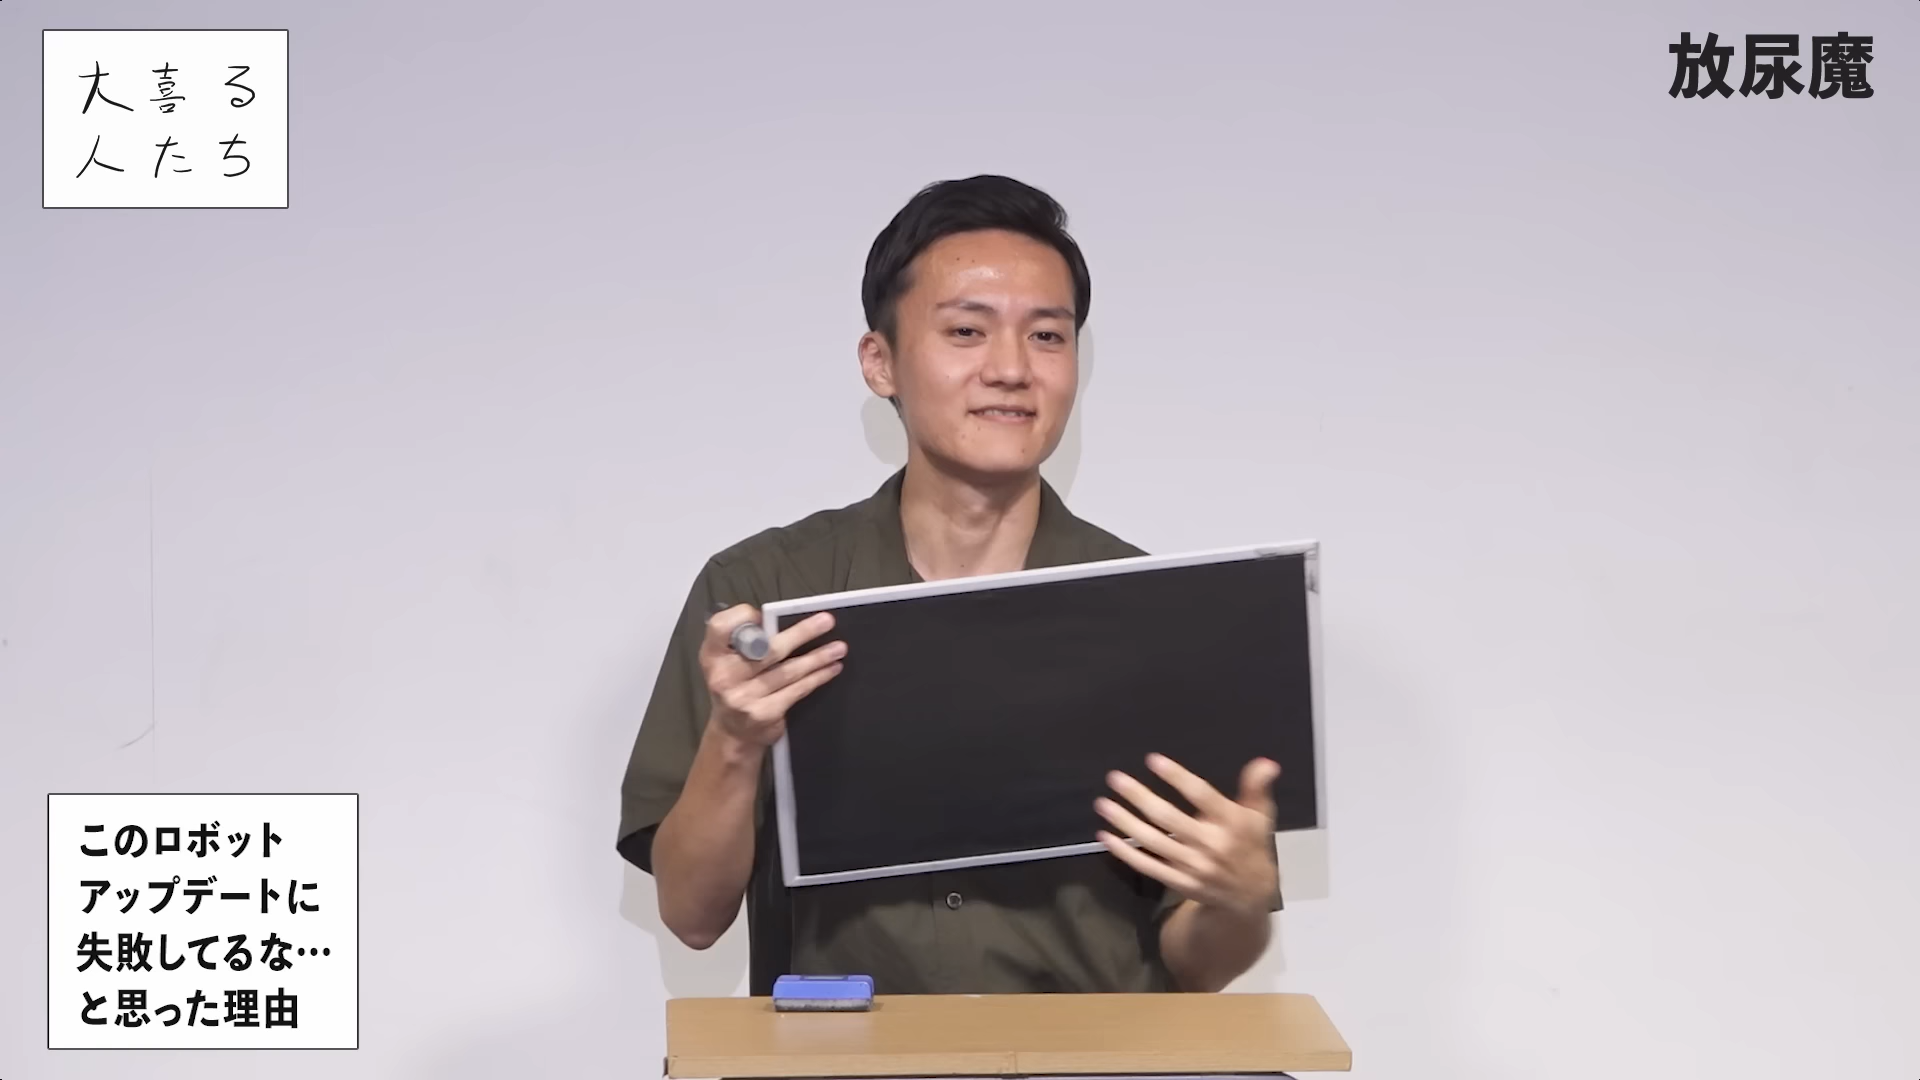 大喜る
人たち
放尿魔
このロボット
アップデートに
失敗してるな…
と思った理由